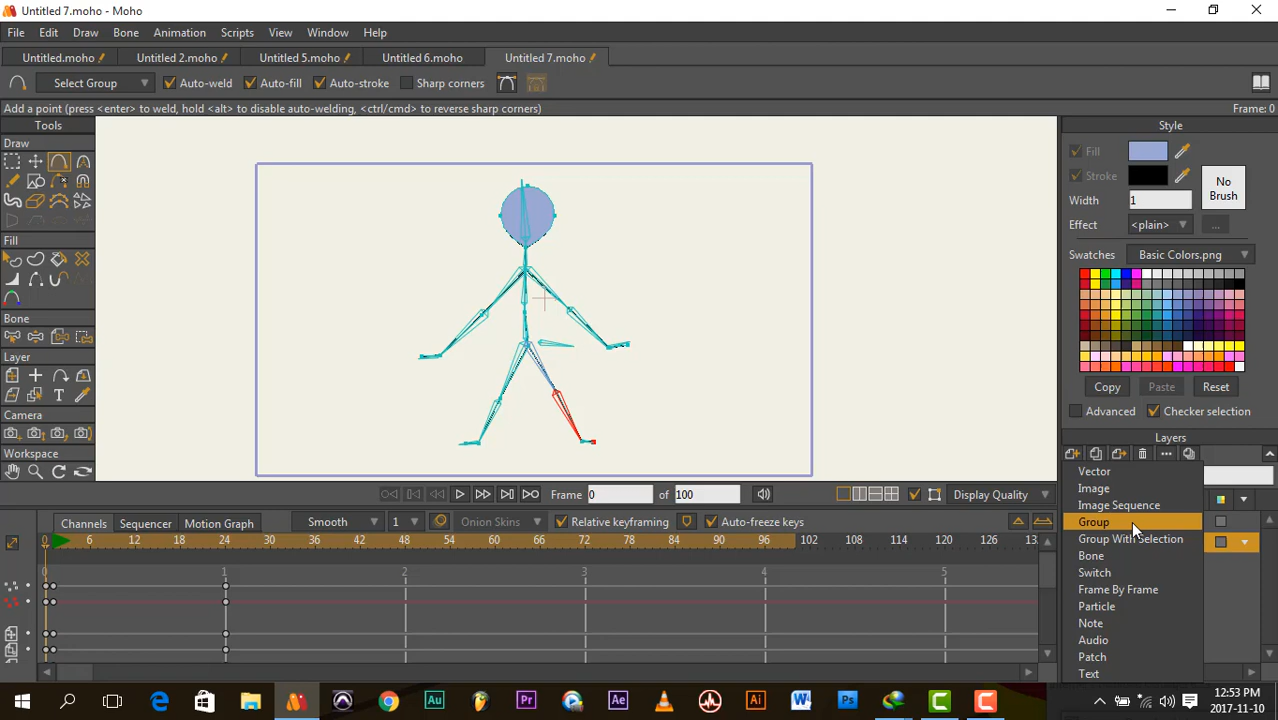 Untitled 7.moho - Moho
File Edit Draw Bone Animation Scripts View Window Help
Untitled.moho Untitled 2.moho Untitled 5.moho Untitled 6.moho Untitled 7.moho
Select Group Auto-weld Auto-fill Auto-stroke Sharp corners
Add a point (press <enter> to weld, hold <alt> to disable auto-welding, <ctrl/cmd> to reverse sharp corners) Frame: 0
Tools
Draw
Fill
Bone
Layer
Camera
Workspace
Style
Fill
Stroke
Width 1
No Brush
Effect <plain> ...
Swatches Basic Colors.png
Copy Paste Reset
Advanced Checker selection
Layers
Vector
Image
Image Sequence
Group
Group With Selection
Bone
Switch
Frame By Frame
Particle
Note
Audio
Patch
Text
Frame 0 of 100 Display Quality
Channels Sequencer Motion Graph Smooth 1 Onion Skins Relative keyframing Auto-freeze keys
0 6 12 18 24 30 36 42 48 54 60 66 72 78 84 90 96 102 108 114 120 126
0 1 2 3 4 5
12:53 PM
2017-11-10